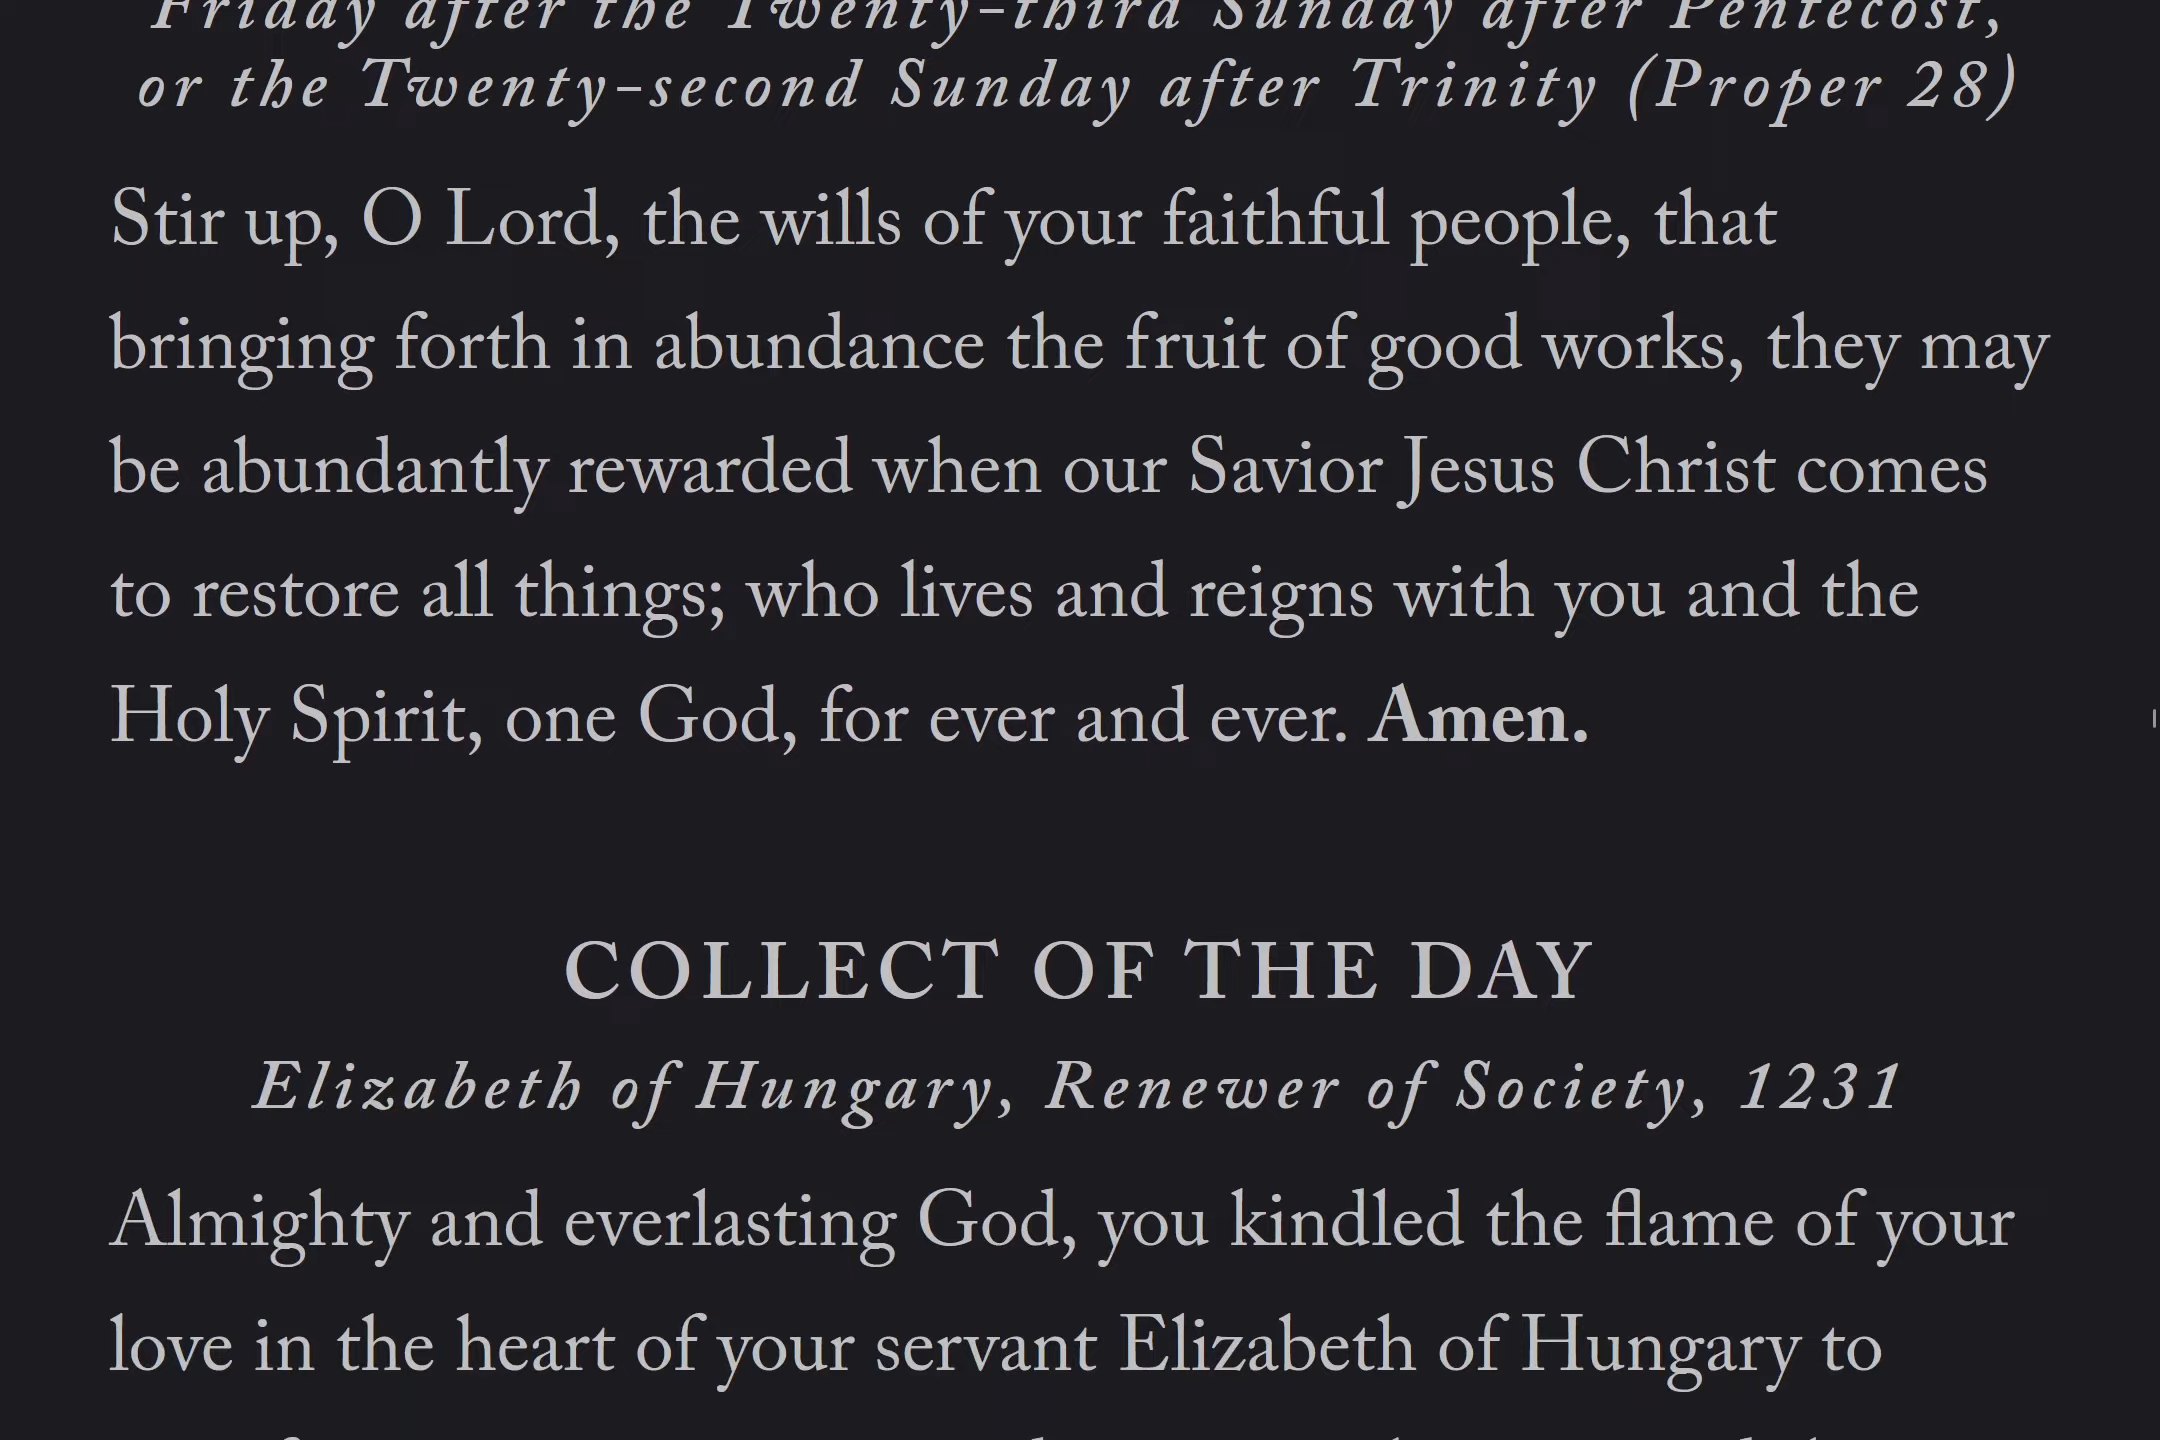 Friday after the Twenty-third Sunday after Pentecost,
or the Twenty-second Sunday after Trinity (Proper 28)
Stir up, O Lord, the wills of your faithful people, that
bringing forth in abundance the fruit of good works, they may
be abundantly rewarded when our Savior Jesus Christ comes
to restore all things; who lives and reigns with you and the
Holy Spirit, one God, for ever and ever. Amen.
COLLECT OF THE DAY
Elizabeth of Hungary, Renewer of Society, 1231
Almighty and everlasting God, you kindled the flame of your
love in the heart of your servant Elizabeth of Hungary to